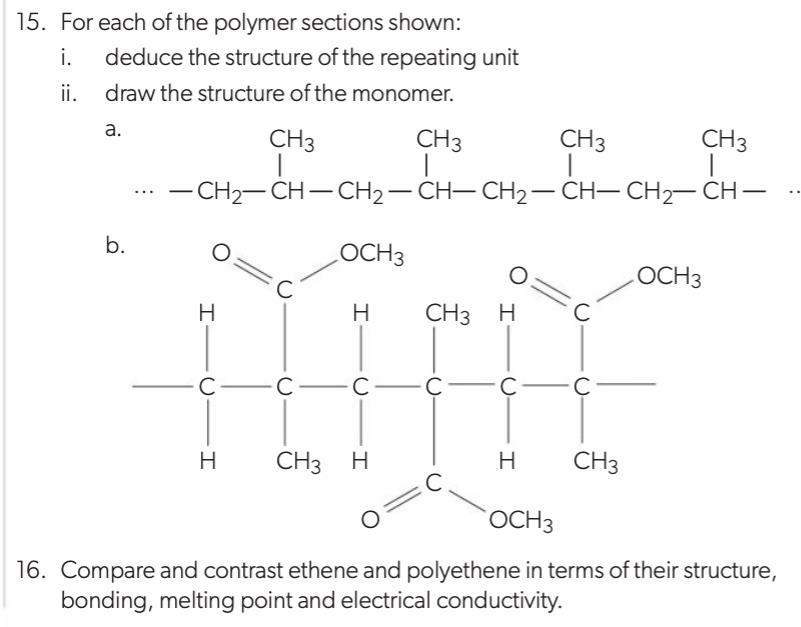 15. For each of the polymer sections shown:
i. deduce the structure of the repeating unit
ii. draw the structure of the monomer.
a.
CH3 CH3 CH3 CH3
... — CH2 — CH — CH2 — CH — CH2 — CH — CH2 — CH — ..
b.
O OCH3
O OCH3
C
H H CH3 H C
C C C C C C
H CH3 H H CH3
C
O OCH3
16. Compare and contrast ethene and polyethene in terms of their structure,
bonding, melting point and electrical conductivity.